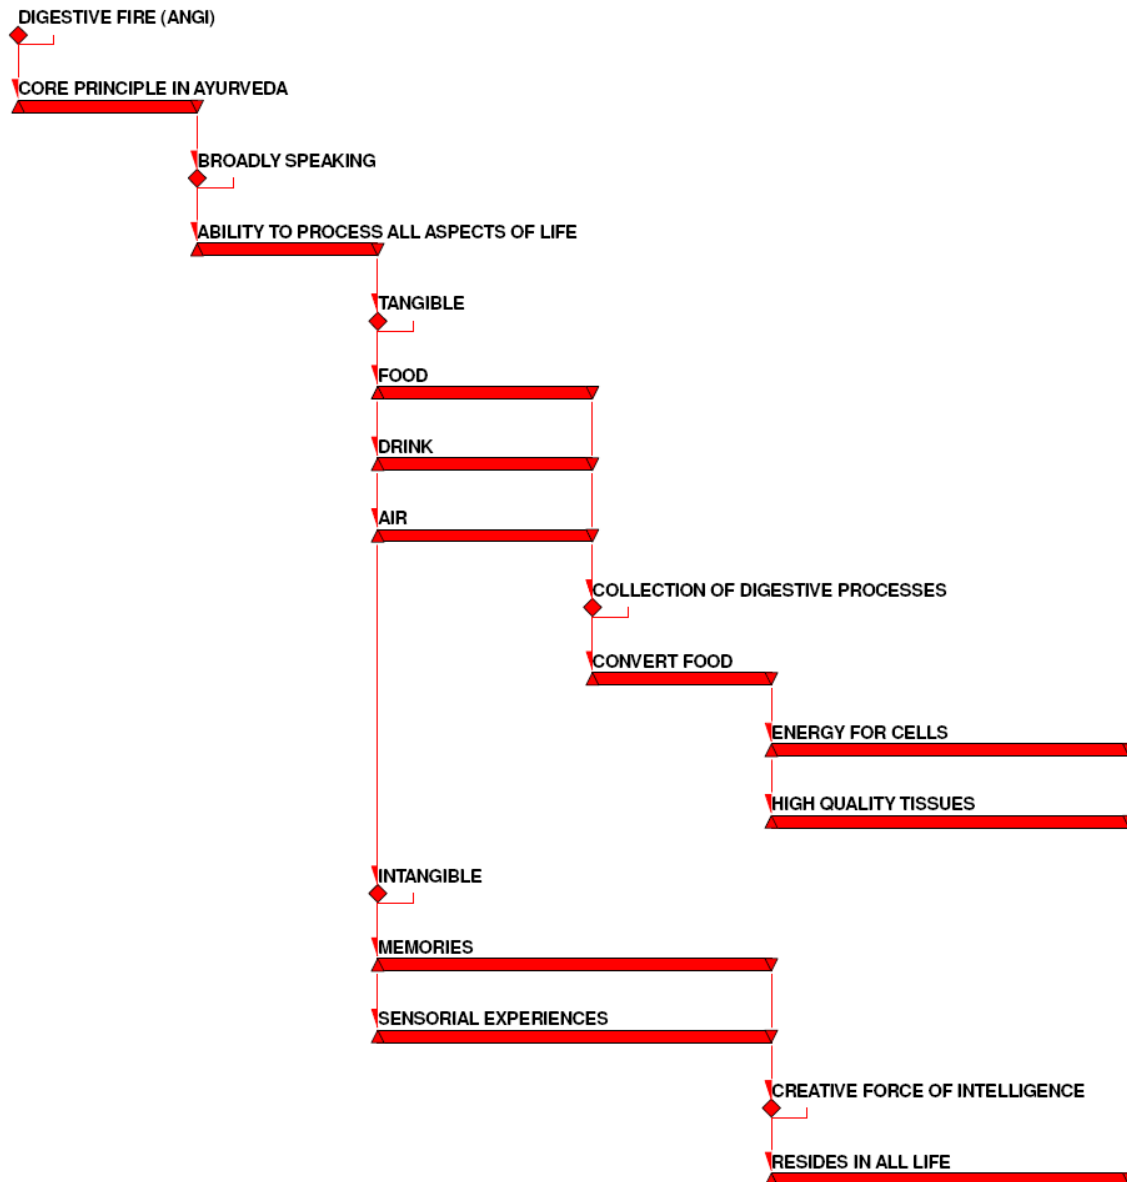 DIGESTIVE FIRE (ANGI)
CORE PRINCIPLE IN AYURVEDA
BROADLY SPEAKING
ABILITY TO PROCESS ALL ASPECTS OF LIFE
TANGIBLE
FOOD
DRINK
AIR
COLLECTION OF DIGESTIVE PROCESSES
CONVERT FOOD
ENERGY FOR CELLS
HIGH QUALITY TISSUES
INTANGIBLE
MEMORIES
SENSORIAL EXPERIENCES
CREATIVE FORCE OF INTELLIGENCE
RESIDES IN ALL LIFE